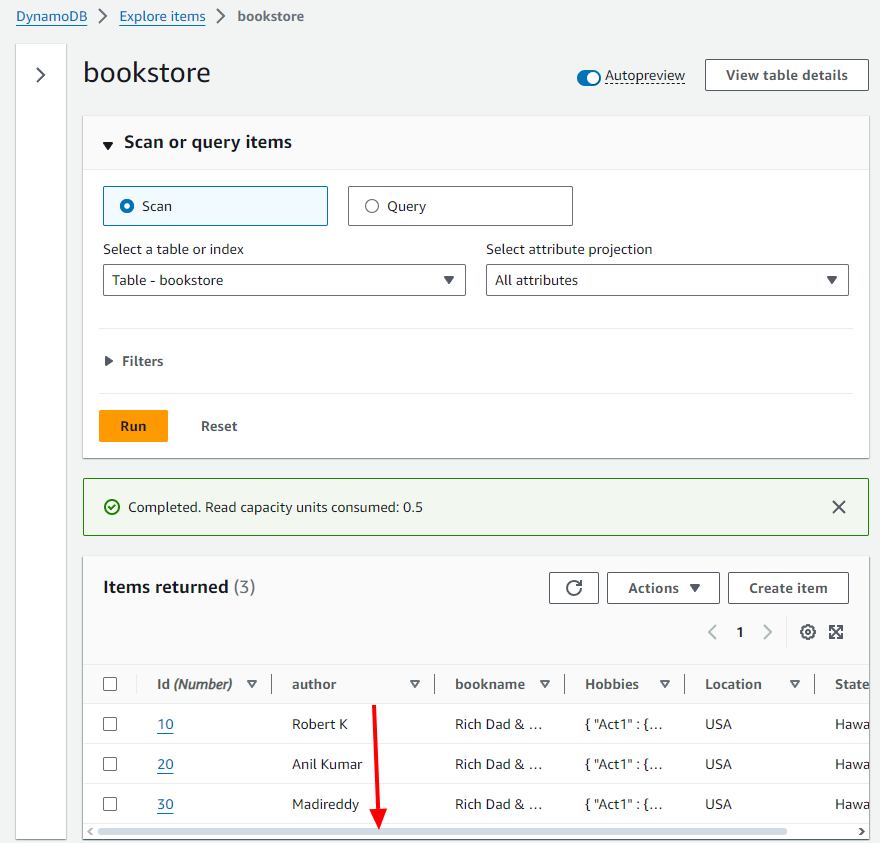 DynamoDB > Explore items > bookstore
bookstore
Autopreview
View table details
Scan or query items
Scan
Query
Select a table or index
Select attribute projection
Table - bookstore
All attributes
Filters
Run
Reset
Completed. Read capacity units consumed: 0.5
Items returned (3)
Actions
Create item
1
Id (Number) author bookname Hobbies Location State
10 Robert K Rich Dad & ... { "Act1" : {... USA Hawa
20 Anil Kumar Rich Dad & ... { "Act1" : {... USA Hawa
30 Madireddy Rich Dad & ... { "Act1" : {... USA Hawa